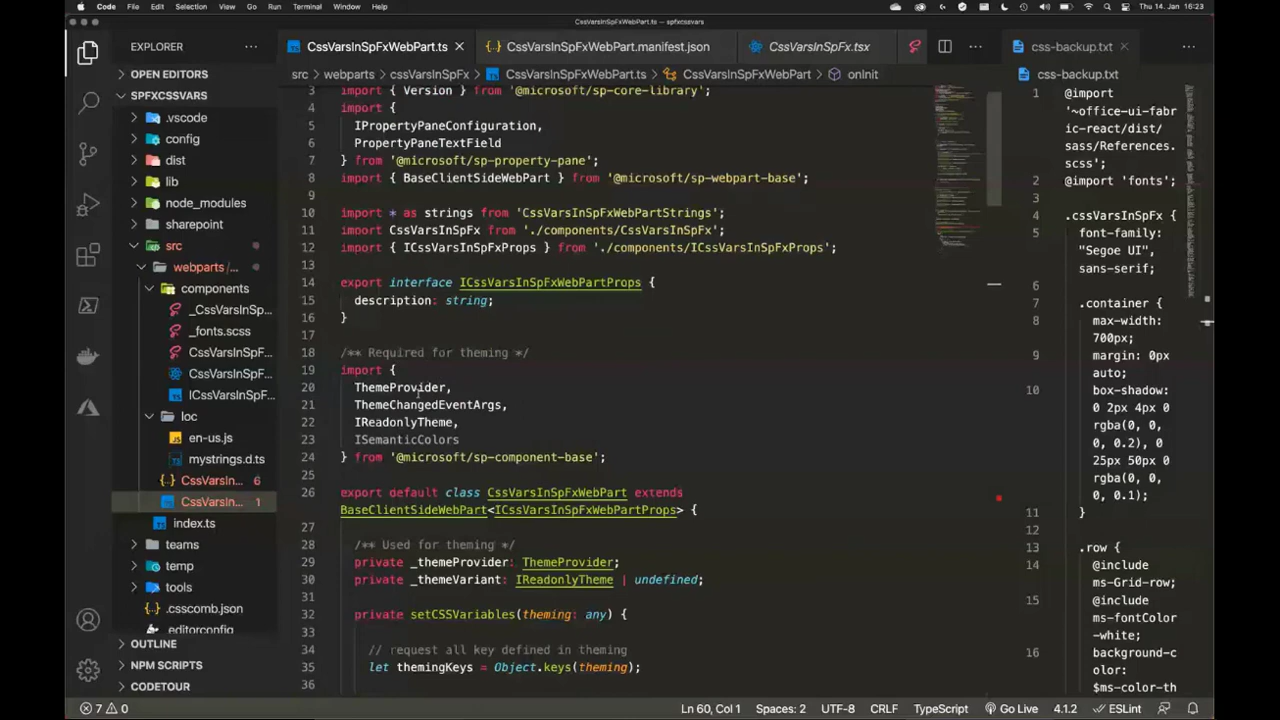 Code File Edit Selection View Go Run Terminal Window Help Thu 14. Jan 16:23
CssVarsInSpFxWebPart.ts — spfxcssvars
EXPLORER
CssVarsInSpFxWebPart.ts
CssVarsInSpFxWebPart.manifest.json
CssVarsInSpFx.tsx
css-backup.txt
OPEN EDITORS
SPFXCSSVARS
.vscode
config
dist
lib
node_modules
sharepoint
src
webparts /...
components
_CssVarsInSp...
_fonts.scss
CssVarsInSpF...
CssVarsInSpF...
ICssVarsInSpF...
loc
en-us.js
mystrings.d.ts
CssVarsIn... 6
CssVarsIn... 1
index.ts
teams
temp
tools
.csscomb.json
.editorconfig
OUTLINE
NPM SCRIPTS
CODETOUR
src > webparts > cssVarsInSpFx > CssVarsInSpFxWebPart.ts > CssVarsInSpFxWebPart > onInit
3 import { Version } from '@microsoft/sp-core-library';
4 import {
5 IPropertyPaneConfiguration,
6 PropertyPaneTextField
7 } from '@microsoft/sp-property-pane';
8 import { BaseClientSideWebPart } from '@microsoft/sp-webpart-base';
9
10 import * as strings from 'CssVarsInSpFxWebPartStrings';
11 import CssVarsInSpFx from './components/CssVarsInSpFx';
12 import { ICssVarsInSpFxProps } from './components/ICssVarsInSpFxProps';
13
14 export interface ICssVarsInSpFxWebPartProps {
15 description: string;
16 }
17
18 /** Required for theming */
19 import {
20 ThemeProvider,
21 ThemeChangedEventArgs,
22 IReadonlyTheme,
23 ISemanticColors
24 } from '@microsoft/sp-component-base';
25
26 export default class CssVarsInSpFxWebPart extends
BaseClientSideWebPart<ICssVarsInSpFxWebPartProps> {
27
28 /** Used for theming */
29 private _themeProvider: ThemeProvider;
30 private _themeVariant: IReadonlyTheme | undefined;
31
32 private setCSSVariables(theming: any) {
33
34 // request all key defined in theming
35 let themingKeys = Object.keys(theming);
36
css-backup.txt
1 @import
'~office-ui-fab
ric-react/dist/
sass/References.
scss';
2 @import 'fonts';
3
4 .cssVarsInSpFx {
5 font-family:
"Segoe UI",
sans-serif;
6
7 .container {
8 max-width:
700px;
9 margin: 0px
auto;
10 box-shadow:
0 2px 4px 0
rgba(0, 0,
0, 0.2), 0
25px 50px 0
rgba(0, 0,
0, 0.1);
11 }
12
13 .row {
14 @include
ms-Grid-row;
15 @include
ms-fontColor
-white;
16 background-c
olor:
$ms-color-th
7 0 Ln 60, Col 1 Spaces: 2 UTF-8 CRLF TypeScript Go Live 4.1.2 ESLint